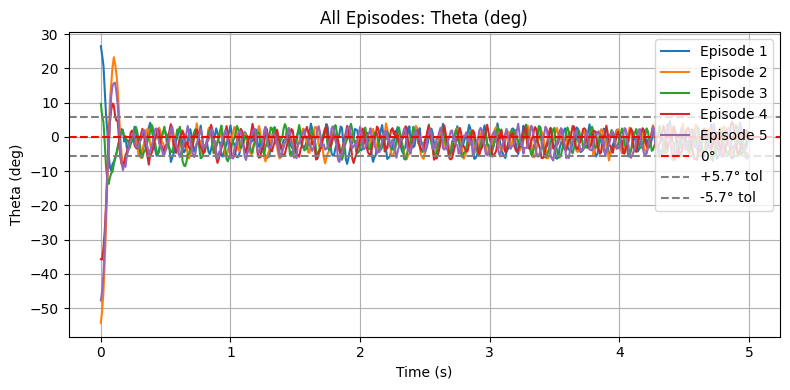 All Episodes: Theta (deg)
Theta (deg)
30
20
10
0
−10
−20
−30
−40
−50
Episode 1
Episode 2
Episode 3
Episode 4
Episode 5
0°
+5.7° tol
-5.7° tol
0
1
2
3
4
5
Time (s)